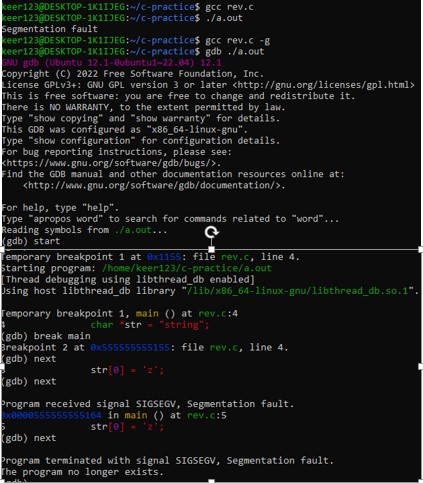 keer123@DESKTOP-1K1IJEG:~/c-practice$ gcc rev.c
keer123@DESKTOP-1K1IJEG:~/c-practice$ ./a.out
Segmentation fault
keer123@DESKTOP-1K1IJEG:~/c-practice$ gcc rev.c -g
keer123@DESKTOP-1K1IJEG:~/c-practice$ gdb ./a.out
GNU gdb (Ubuntu 12.1-0ubuntu1~22.04) 12.1
Copyright (C) 2022 Free Software Foundation, Inc.
License GPLv3+: GNU GPL version 3 or later <http://gnu.org/licenses/gpl.html>
This is free software: you are free to change and redistribute it.
There is NO WARRANTY, to the extent permitted by law.
Type "show copying" and "show warranty" for details.
This GDB was configured as "x86_64-linux-gnu".
Type "show configuration" for configuration details.
For bug reporting instructions, please see:
<https://www.gnu.org/software/gdb/bugs/>.
Find the GDB manual and other documentation resources online at:
<http://www.gnu.org/software/gdb/documentation/>.
For help, type "help".
Type "apropos word" to search for commands related to "word"...
Reading symbols from ./a.out...
(gdb) start
Temporary breakpoint 1 at 0x1155: file rev.c, line 4.
Starting program: /home/keer123/c-practice/a.out
[Thread debugging using libthread_db enabled]
Using host libthread_db library "/lib/x86_64-linux-gnu/libthread_db.so.1".
Temporary breakpoint 1, main () at rev.c:4
4 char *str = "string";
(gdb) break main
Breakpoint 2 at 0x555555555155: file rev.c, line 4.
(gdb) next
5 str[0] = 'z';
(gdb) next
Program received signal SIGSEGV, Segmentation fault.
0x0000555555555164 in main () at rev.c:5
5 str[0] = 'z';
(gdb) next
Program terminated with signal SIGSEGV, Segmentation fault.
The program no longer exists.